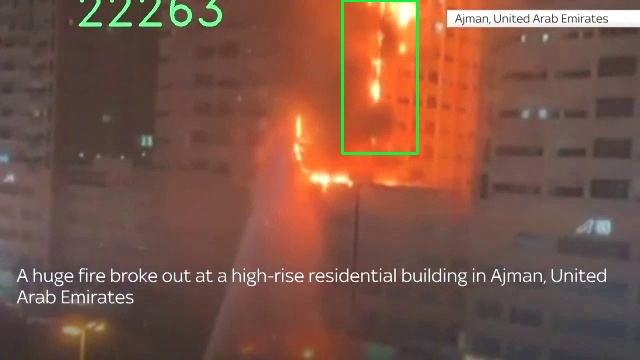 22263
Ajman, United Arab Emirates
A huge fire broke out at a high-rise residential building in Ajman, United
Arab Emirates